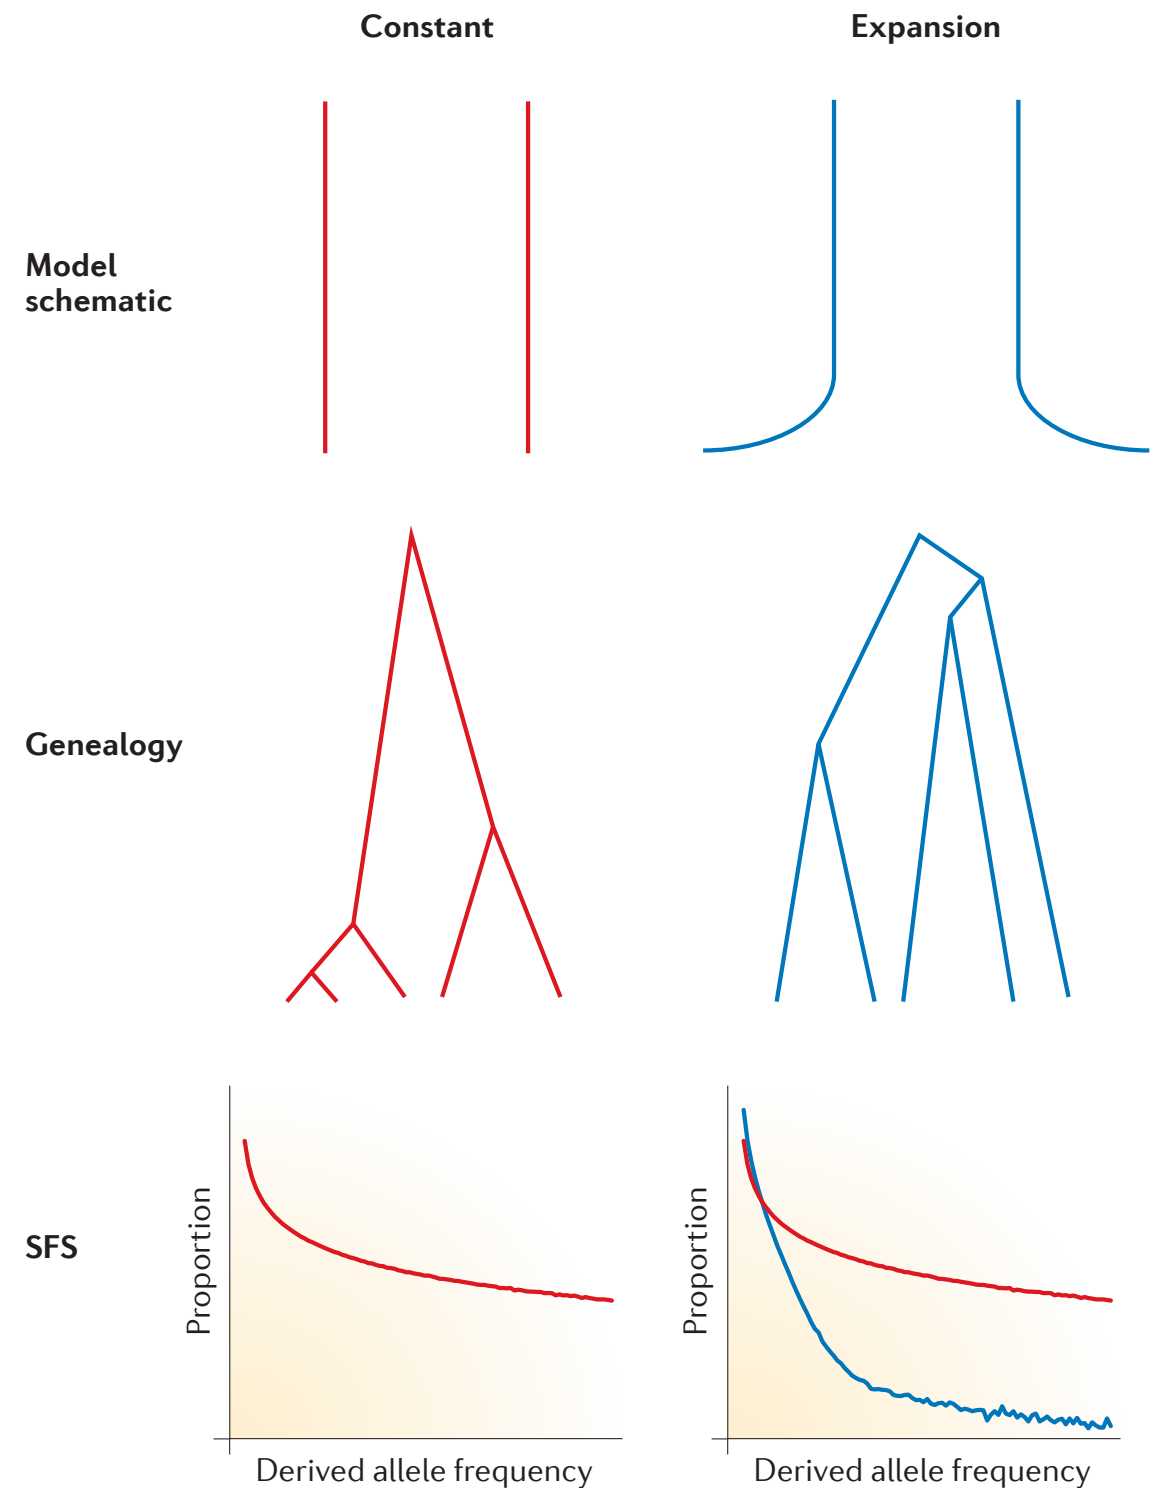 Constant
Expansion
Model
schematic
Genealogy
SFS
Proportion
Derived allele frequency
Proportion
Derived allele frequency